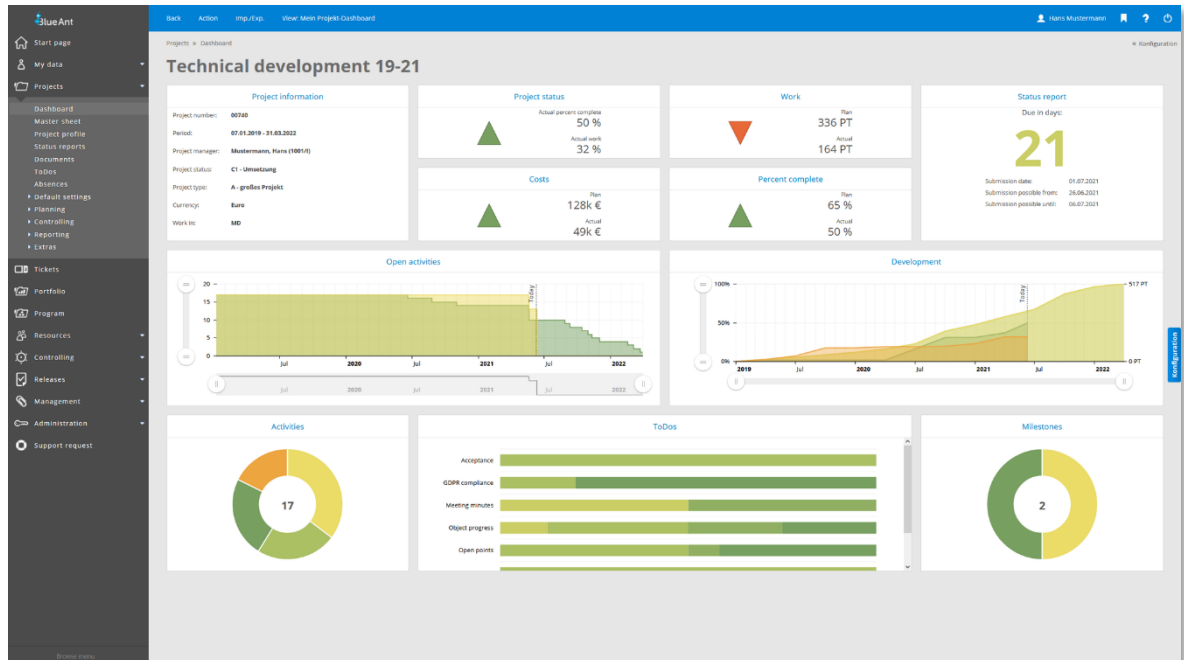 BlueAnt
Back Action Imp./Exp. View: Mein Projekt-Dashboard
Hans Mustermann ?
Start page
My data
Projects
Dashboard
Master sheet
Project profile
Status reports
Documents
ToDos
Absences
Default settings
Planning
Controlling
Reporting
Extras
Tickets
Portfolio
Program
Resources
Controlling
Releases
Management
Administration
Support request
Browse menu
Projects » Dashboard
« Konfiguration
Technical development 19-21
Project information
Project number: 00740
Period: 07.01.2019 - 31.03.2022
Project manager: Mustermann, Hans (1001/I)
Project status: C1 - Umsetzung
Project type: A - großes Projekt
Currency: Euro
Work in: MD
Project status
Actual percent complete
50 %
Actual work
32 %
Work
Plan
336 PT
Actual
164 PT
Status report
Due in days:
21
Submission date: 01.07.2021
Submission possible from: 26.06.2021
Submission possible until: 06.07.2021
Costs
Plan
128k €
Actual
49k €
Percent complete
Plan
65 %
Actual
50 %
Open activities
20
15
10
5
0
Today
Jul 2020 Jul 2021 Jul 2022
Jul 2020 Jul 2021 Jul 2022
Development
100%
50%
0%
Today
517 PT
0 PT
2019 Jul 2020 Jul 2021 Jul 2022
Konfiguration
Activities
17
ToDos
Acceptance
GDPR compliance
Meeting minutes
Object progress
Open points
Milestones
2